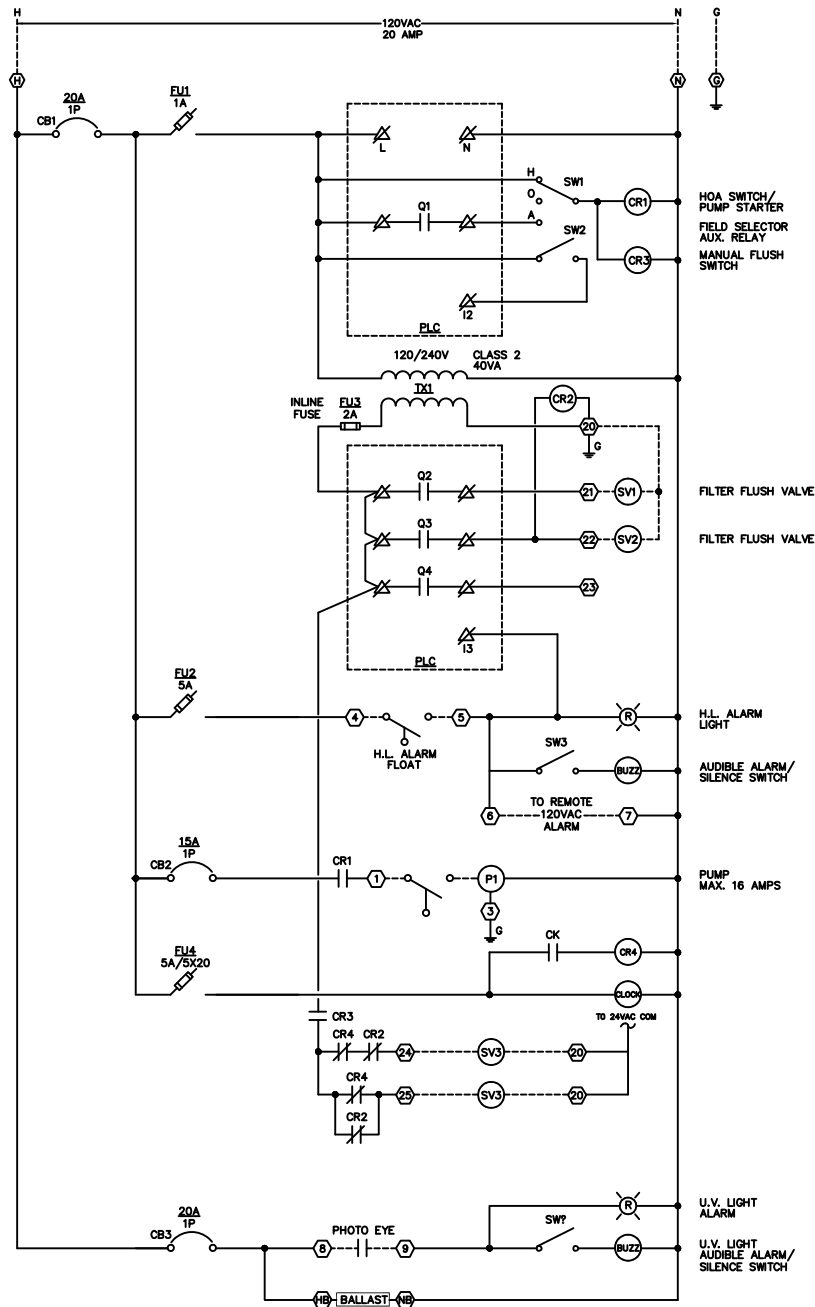 H
N
G
120VAC
20 AMP
H
N
G
20A
1P
CB1
FU1
1A
L
N
H
O
A
SW1
CR1
HOA SWITCH/
PUMP STARTER
Q1
SW2
CR3
FIELD SELECTOR
AUX. RELAY
MANUAL FLUSH
SWITCH
I2
PLC
120/240V
CLASS 2
40VA
TX1
INLINE
FUSE
FU3
2A
CR2
20
G
Q2
21
SV1
FILTER FLUSH VALVE
Q3
22
SV2
FILTER FLUSH VALVE
Q4
23
I3
PLC
FU2
5A
4
5
H.L. ALARM
FLOAT
R
H.L. ALARM
LIGHT
SW3
BUZZ
AUDIBLE ALARM/
SILENCE SWITCH
6
TO REMOTE
120VAC
ALARM
7
15A
1P
CB2
CR1
1
P1
PUMP
MAX. 16 AMPS
3
G
CK
CR4
FU4
5A/5X20
CLOCK
TO 24VAC COM
CR3
CR4
CR2
24
SV3
20
CR4
25
SV3
20
CR2
R
U.V. LIGHT
ALARM
20A
1P
CB3
PHOTO EYE
8
9
SW?
BUZZ
U.V. LIGHT
AUDIBLE ALARM/
SILENCE SWITCH
HB
BALLAST
NB